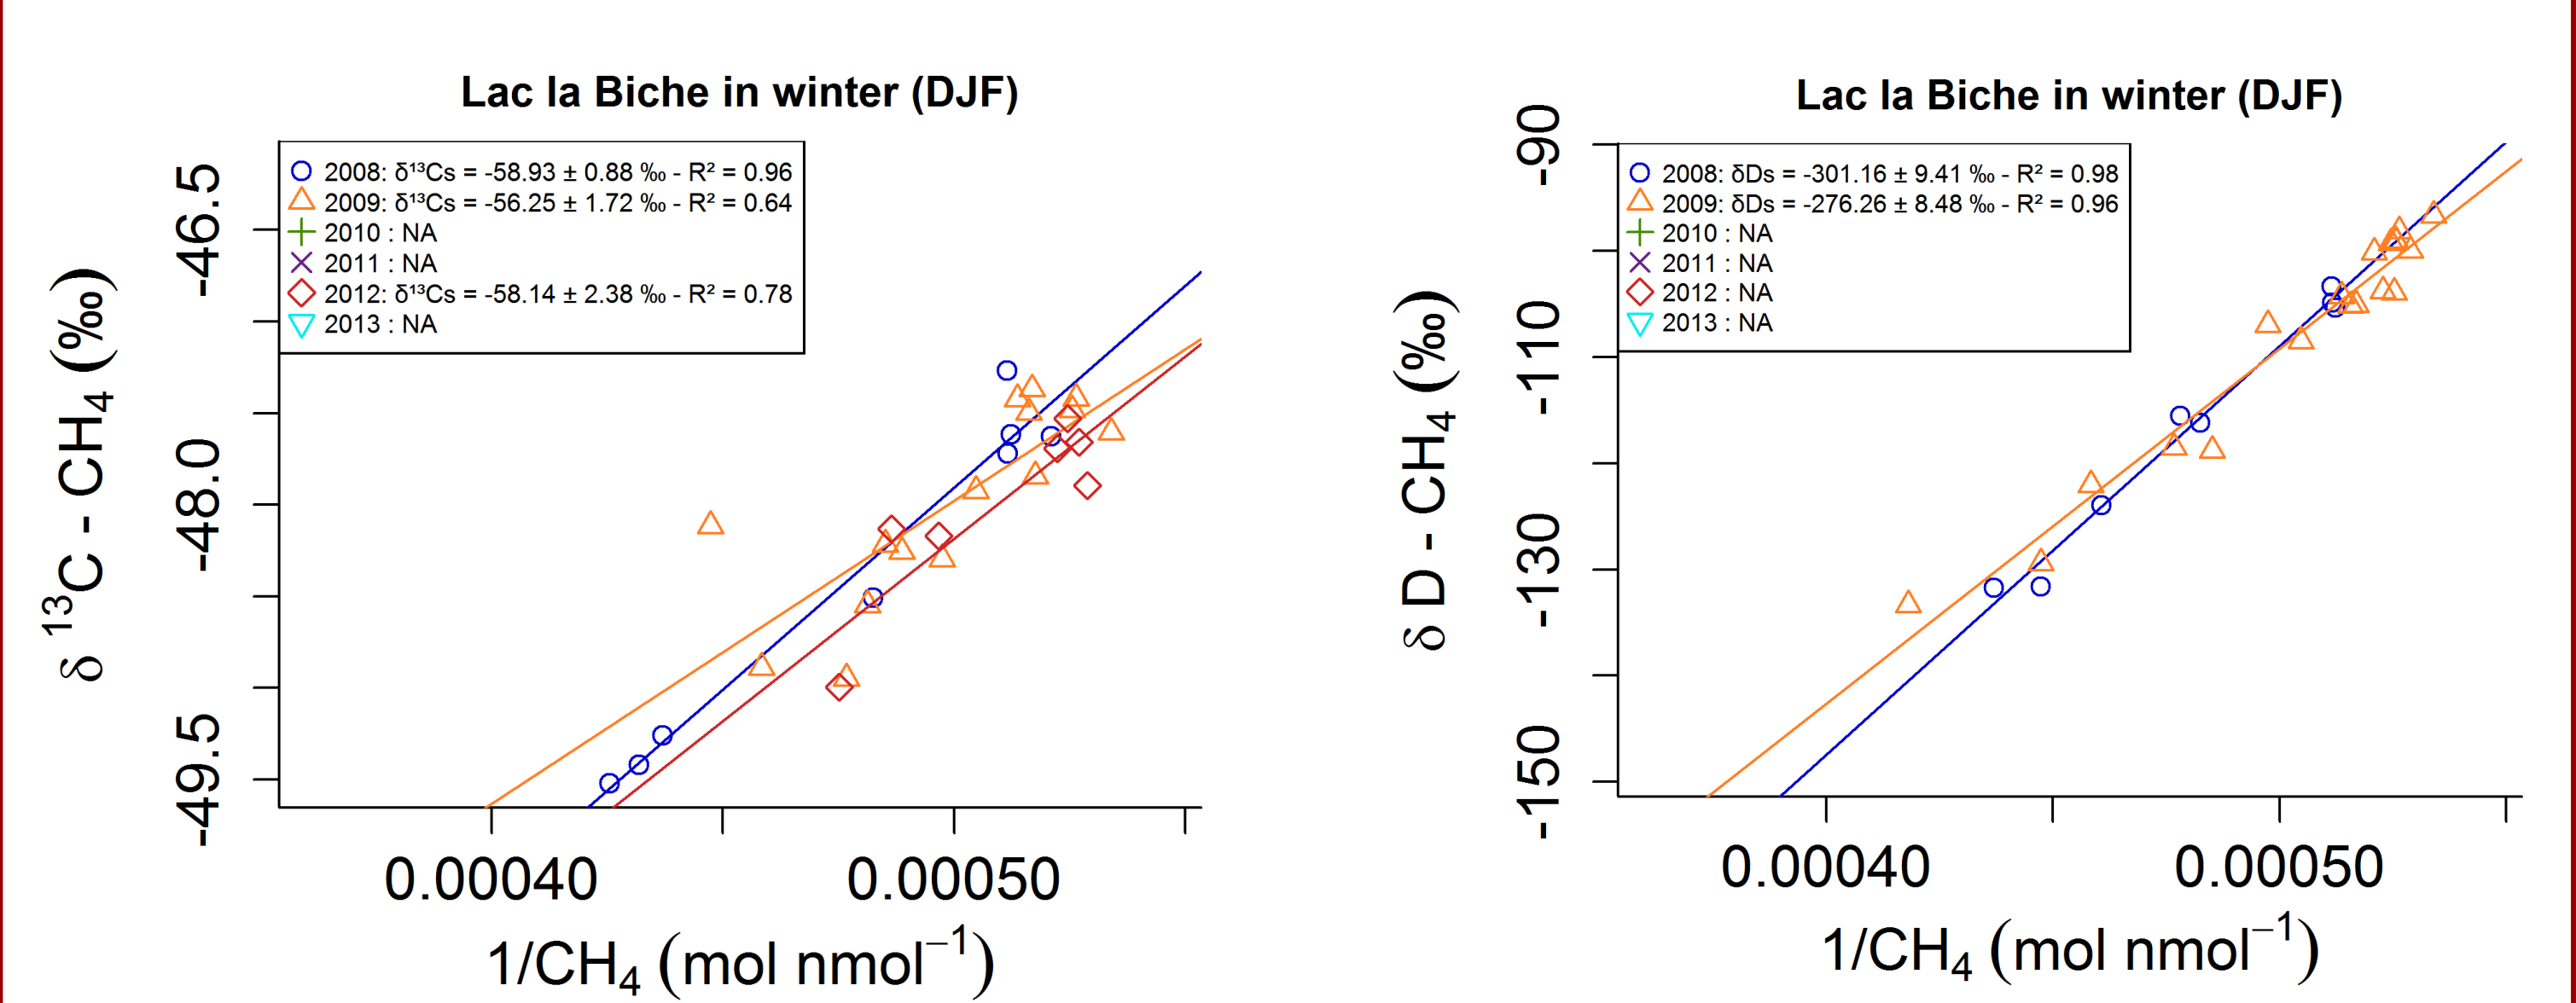 Lac la Biche in winter (DJF)
2008: δ¹³Cs = -58.93 ± 0.88 ‰ - R² = 0.96
2009: δ¹³Cs = -56.25 ± 1.72 ‰ - R² = 0.64
2010 : NA
2011 : NA
2012: δ¹³Cs = -58.14 ± 2.38 ‰ - R² = 0.78
2013 : NA
δ ¹³C - CH₄ (‰)
-46.5
-48.0
-49.5
0.00040
0.00050
1/CH₄ (mol nmol⁻¹)
Lac la Biche in winter (DJF)
2008: δDs = -301.16 ± 9.41 ‰ - R² = 0.98
2009: δDs = -276.26 ± 8.48 ‰ - R² = 0.96
2010 : NA
2011 : NA
2012 : NA
2013 : NA
δ D - CH₄ (‰)
-90
-110
-130
-150
0.00040
0.00050
1/CH₄ (mol nmol⁻¹)